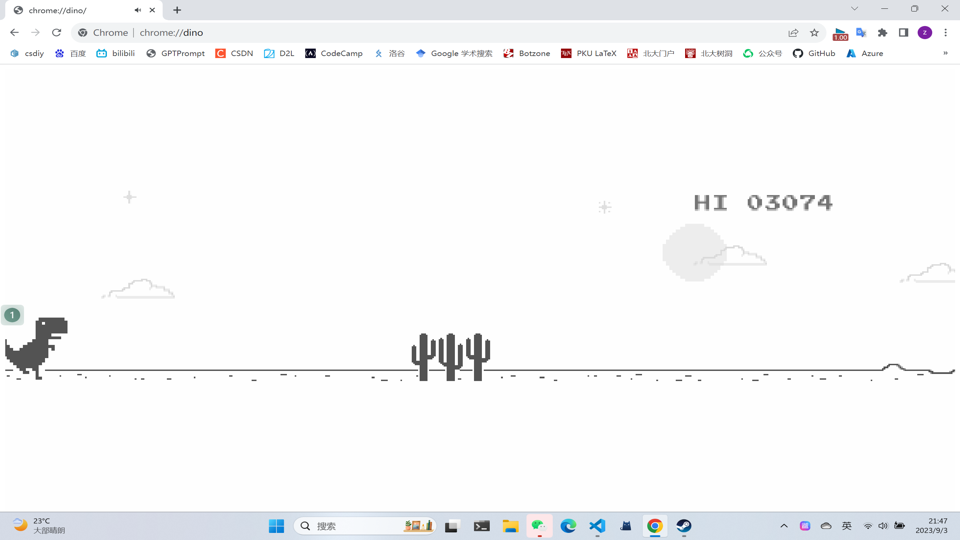 chrome://dino/
Chrome | chrome://dino
1.00
z
csdiy 百度 bilibili GPTPrompt CSDN D2L CodeCamp 洛谷 Google 学术搜索 Botzone PKU LaTeX 北大门户 北大树洞 公众号 GitHub Azure »
HI 03074
1
23°C
大部晴朗
搜索
英
21:47
2023/9/3